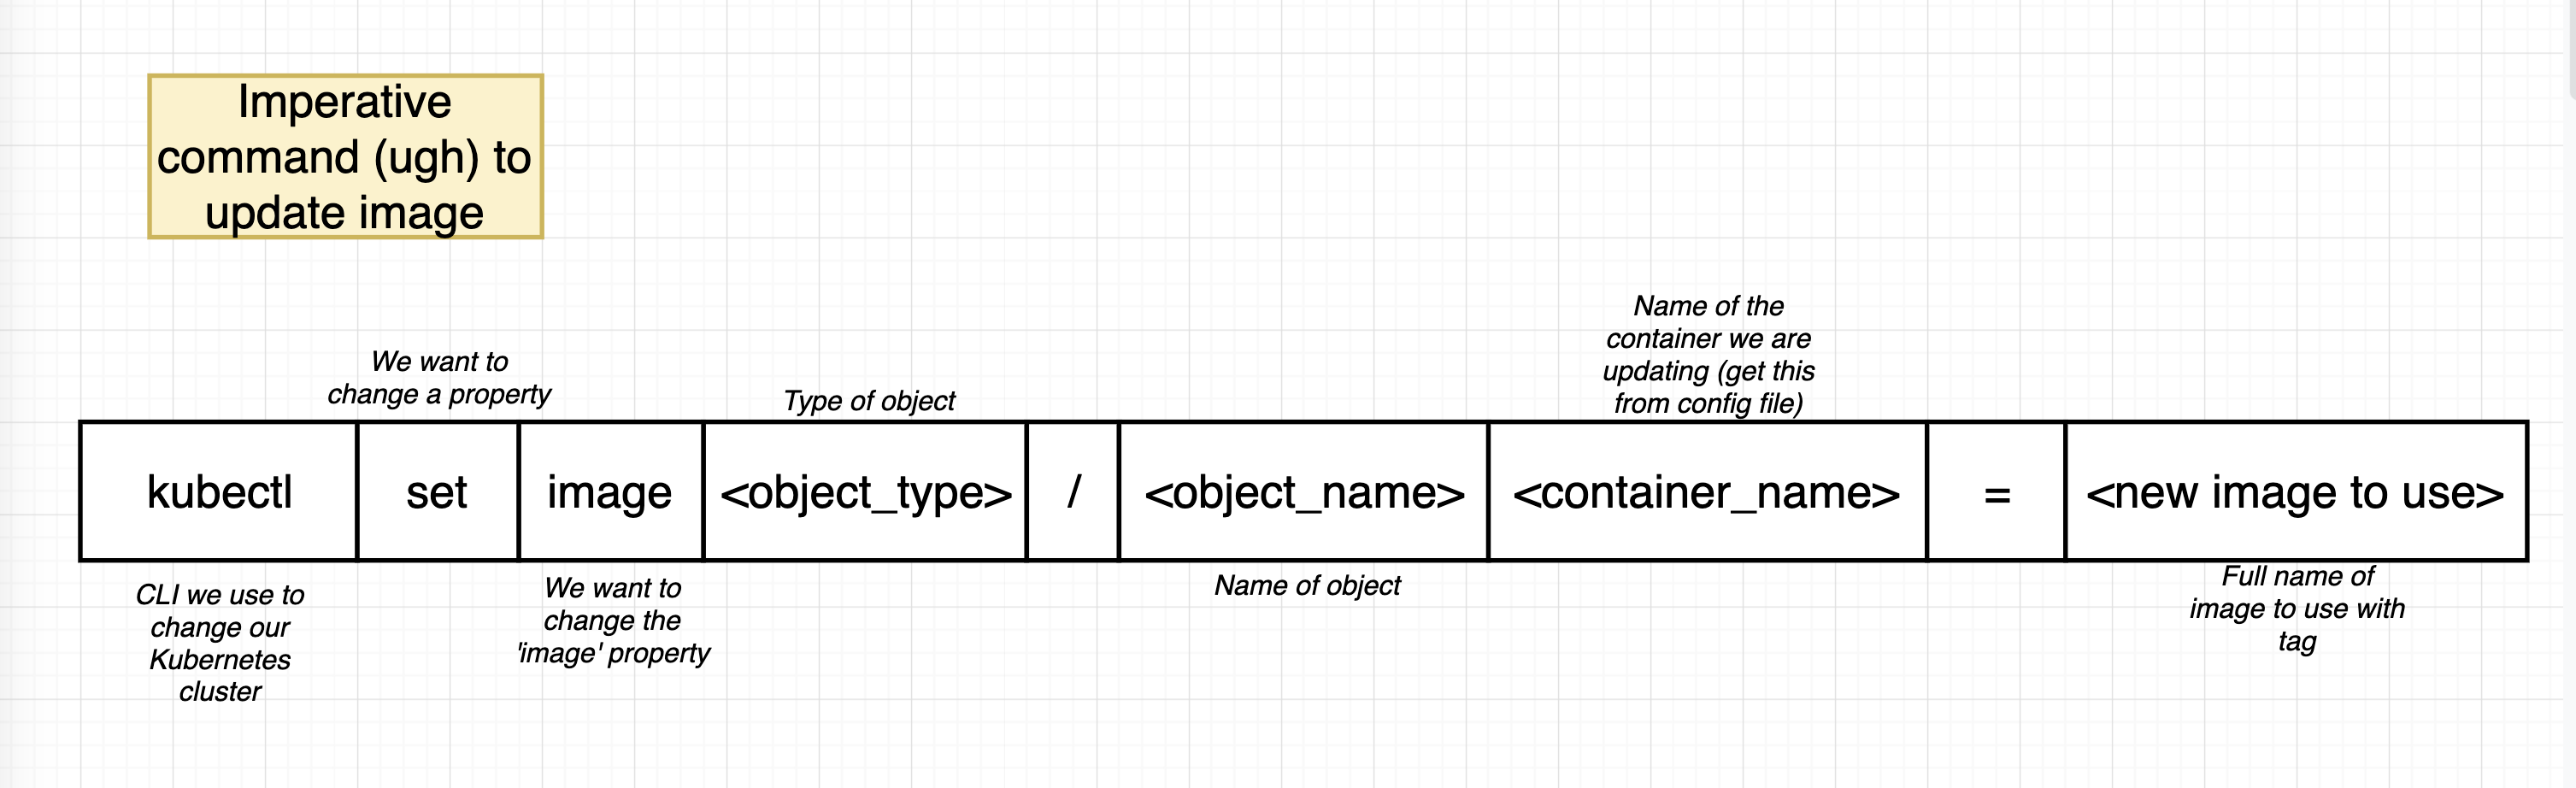 Imperative
command (ugh) to
update image
Name of the
container we are
updating (get this
from config file)
We want to
change a property
Type of object
kubectl set image <object_type> / <object_name> <container_name> = <new image to use>
CLI we use to
change our
Kubernetes
cluster
We want to
change the
'image' property
Name of object
Full name of
image to use with
tag